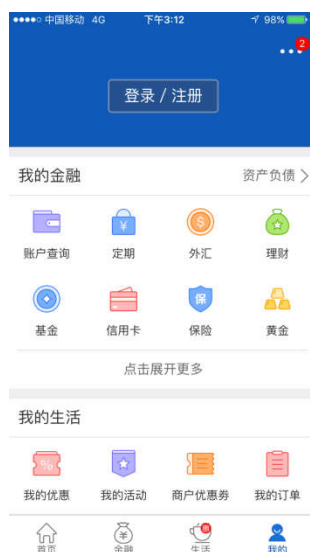 中国移动 4G 下午3:12 98%
2
登录 / 注册
我的金融 资产负债
账户查询 定期 外汇 理财
基金 信用卡 保险 黄金
保
点击展开更多
我的生活
我的优惠 我的活动 商户优惠券 我的订单
首页 金融 生活 我的